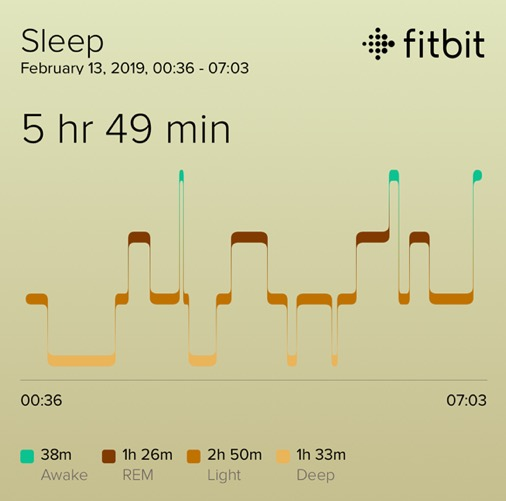 Sleep
fitbit
February 13, 2019, 00:36 - 07:03
5 hr 49 min
00:36 07:03
38m 1h 26m 2h 50m 1h 33m
Awake REM Light Deep